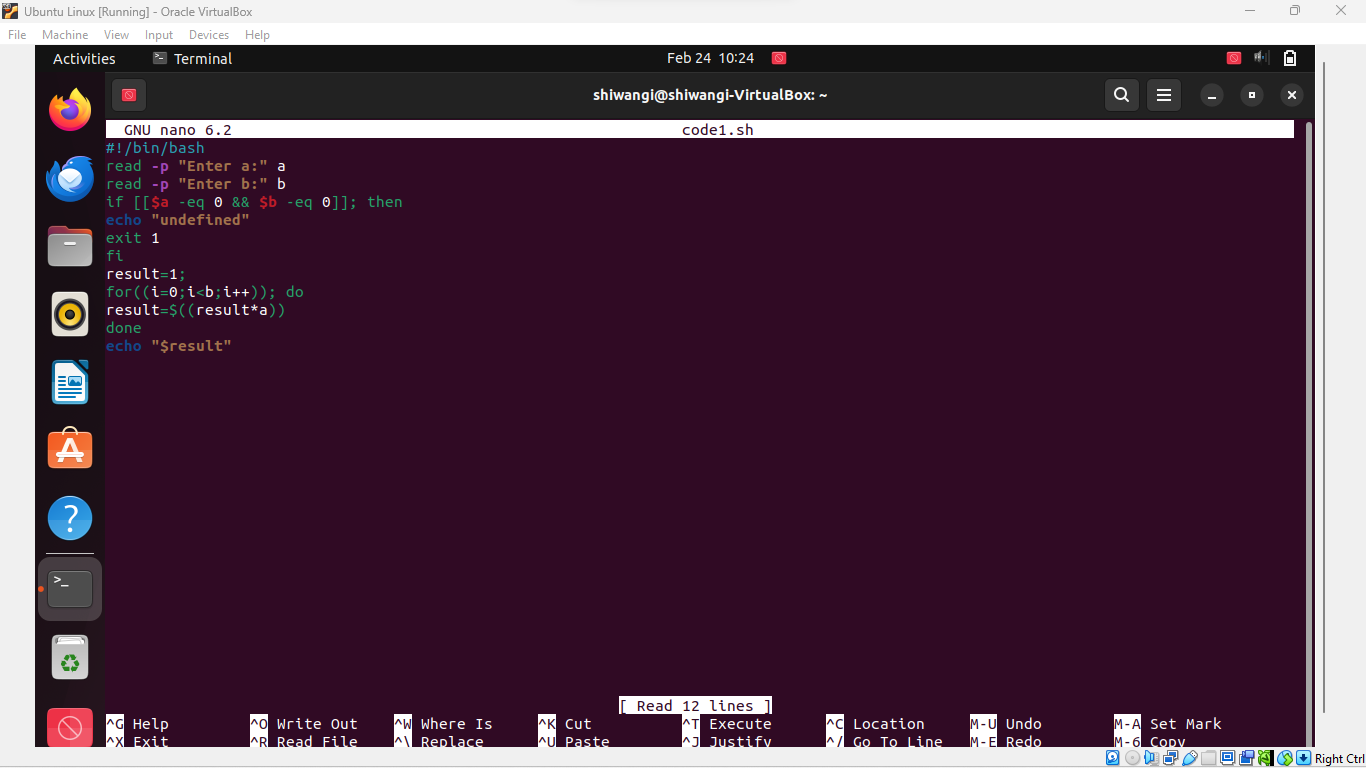 Ubuntu Linux [Running] - Oracle VirtualBox
File Machine View Input Devices Help
Activities Terminal Feb 24 10:24
shiwangi@shiwangi-VirtualBox: ~
GNU nano 6.2 code1.sh
#!/bin/bash
read -p "Enter a:" a
read -p "Enter b:" b
if [[$a -eq 0 && $b -eq 0]]; then
echo "undefined"
exit 1
fi
result=1;
for((i=0;i<b;i++)); do
result=$((result*a))
done
echo "$result"
[ Read 12 lines ]
^G Help ^O Write Out ^W Where Is ^K Cut ^T Execute ^C Location M-U Undo M-A Set Mark
^X Exit ^R Read File ^\ Replace ^U Paste ^J Justify ^/ Go To Line M-E Redo M-6 Copy
Right Ctrl